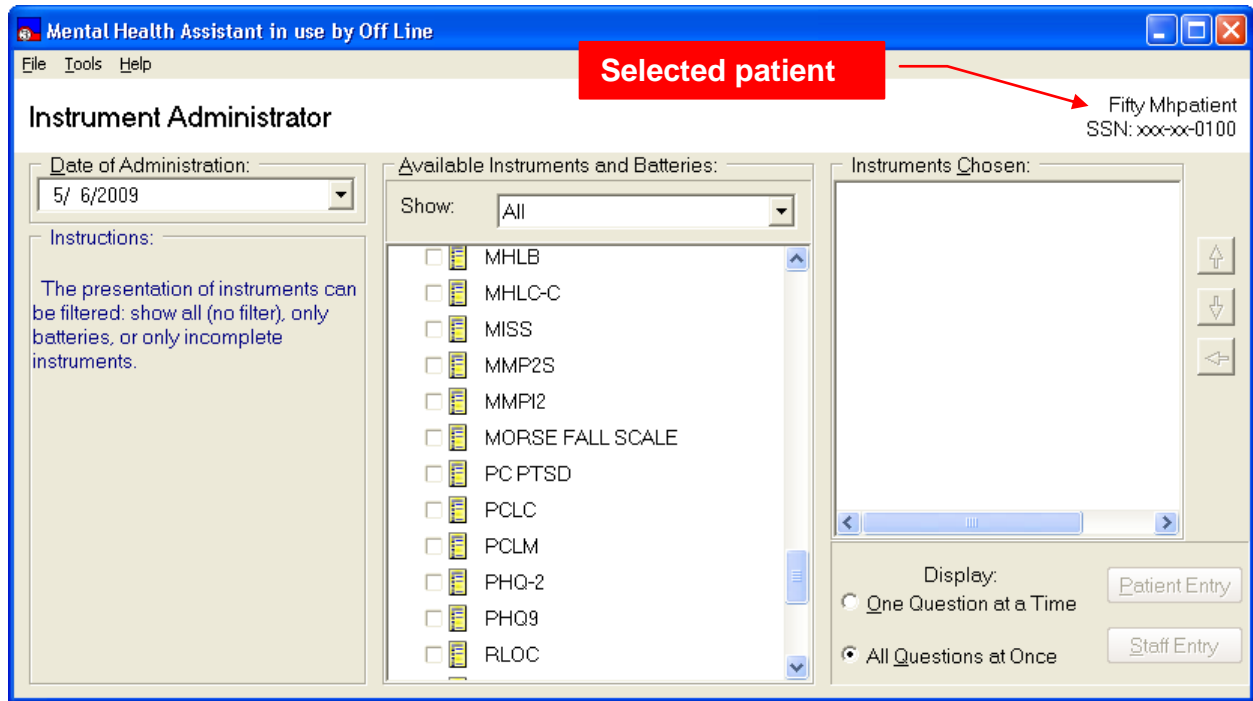 Mental Health Assistant in use by Off Line
File Tools Help
Selected patient
Instrument Administrator
Fifty Mhpatient
SSN: xxx-xx-0100
Date of Administration:
5/ 6/2009
Instructions:
The presentation of instruments can
be filtered: show all (no filter), only
batteries, or only incomplete
instruments.
Available Instruments and Batteries:
Show: All
MHLB
MHLC-C
MISS
MMP2S
MMPI2
MORSE FALL SCALE
PC PTSD
PCLC
PCLM
PHQ-2
PHQ9
RLOC
Instruments Chosen:
Display:
One Question at a Time
All Questions at Once
Patient Entry
Staff Entry